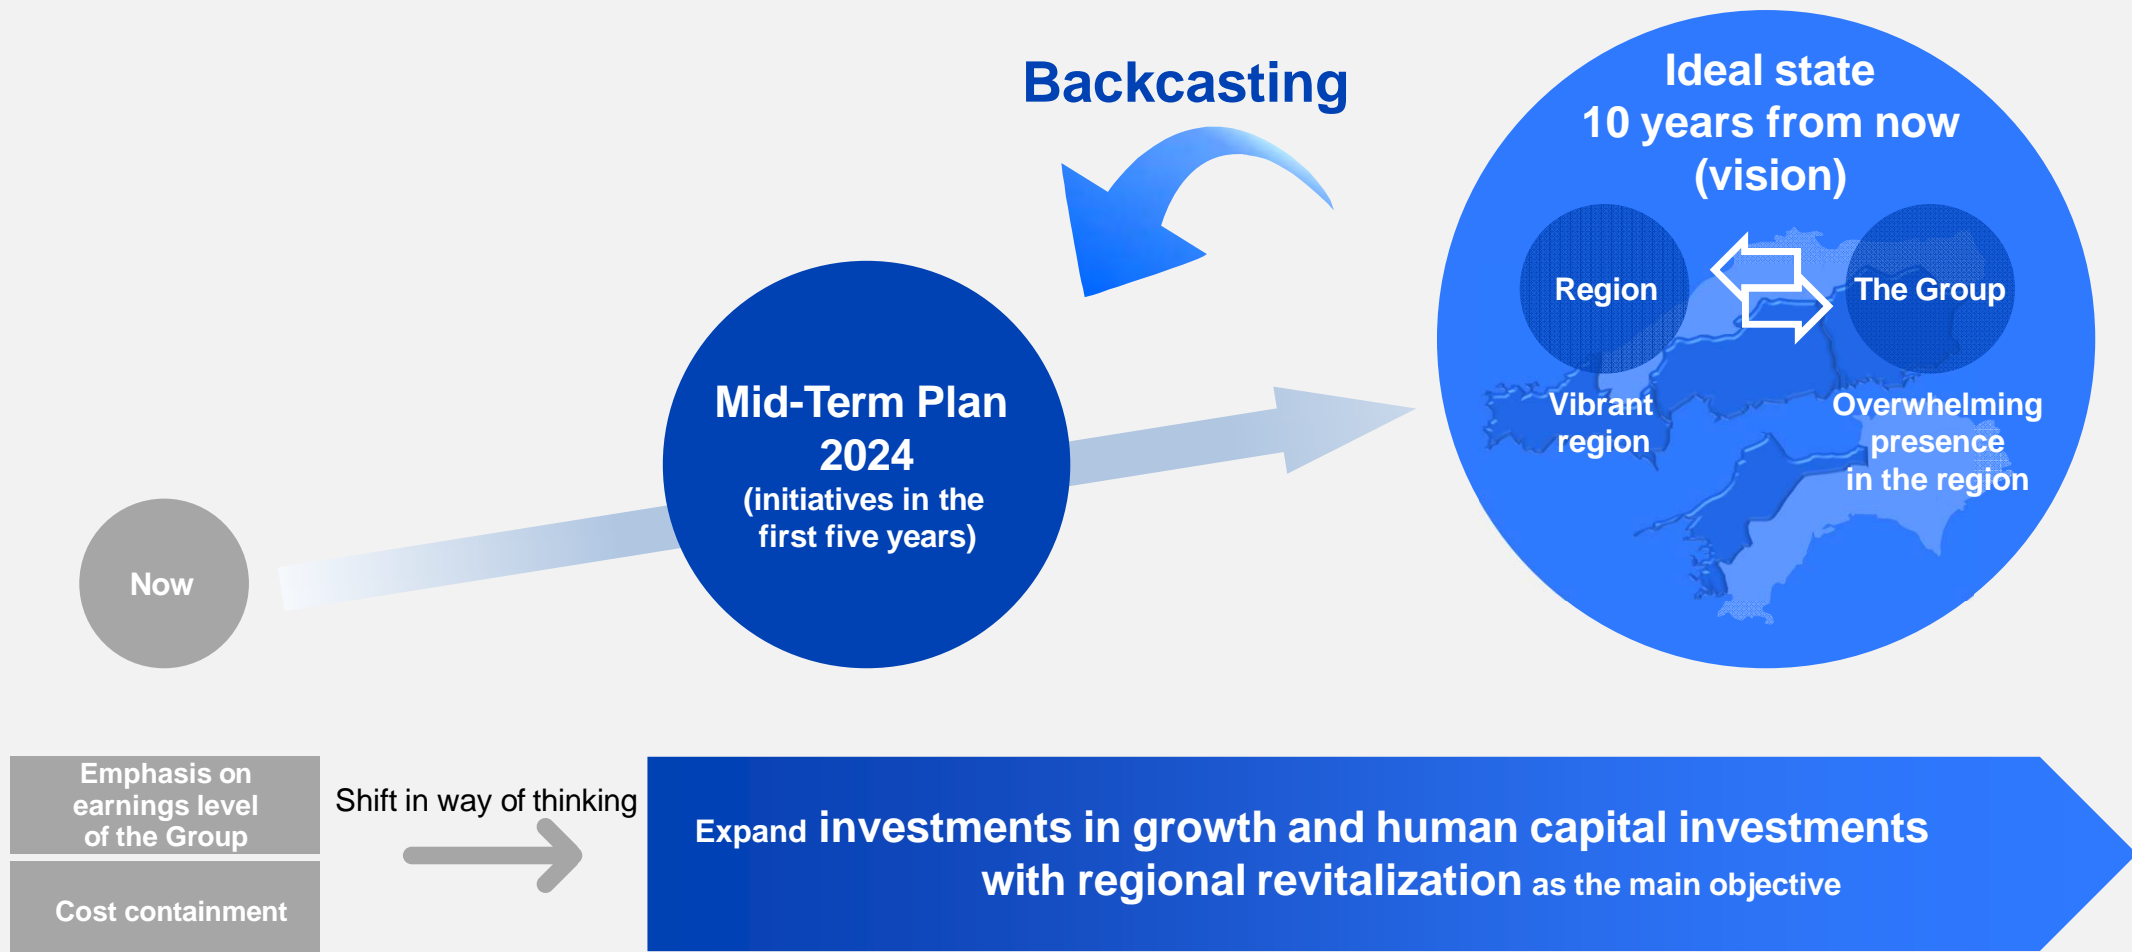 Backcasting
Ideal state
10 years from now
(vision)
Region
The Group
Vibrant
region
Overwhelming
presence
in the region
Mid-Term Plan
2024
(initiatives in the
first five years)
Now
Emphasis on
earnings level
of the Group
Cost containment
Shift in way of thinking
Expand investments in growth and human capital investments
with regional revitalization as the main objective